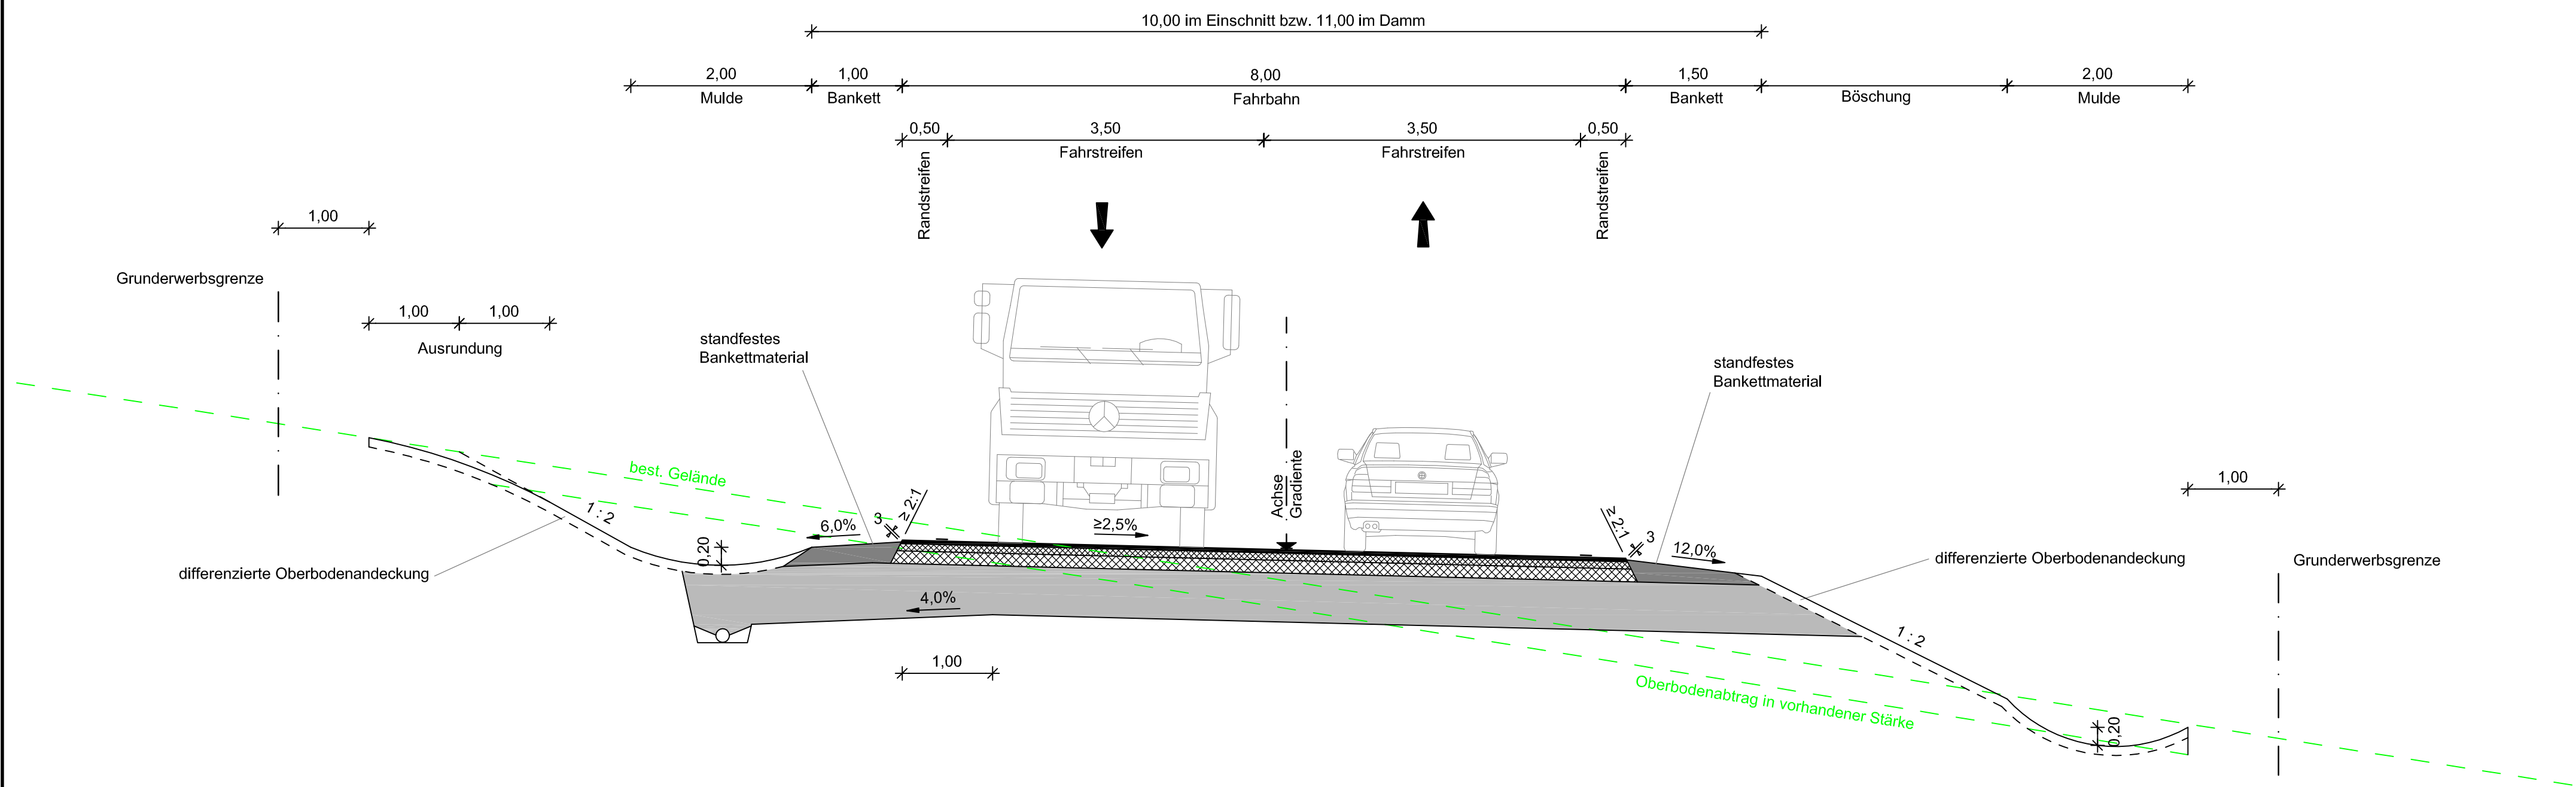 10,00 im Einschnitt bzw. 11,00 im Damm
2,00 1,00 8,00 1,50 2,00
Mulde Bankett Fahrbahn Bankett Böschung Mulde
0,50 3,50 3,50 0,50
Randstreifen Fahrstreifen Fahrstreifen Randstreifen
1,00
Grunderwerbsgrenze
1,00 1,00
Ausrundung
standfestes
Bankettmaterial
standfestes
Bankettmaterial
best. Gelände
Achse
Gradiente
1,00
1 : 2
6,0%
3
≥ 2:1
≥2,5%
≥ 2:1
3
12,0%
0,20
differenzierte Oberbodenandeckung
differenzierte Oberbodenandeckung
Grunderwerbsgrenze
4,0%
1 : 2
1,00
Oberbodenabtrag in vorhandener Stärke
0,20